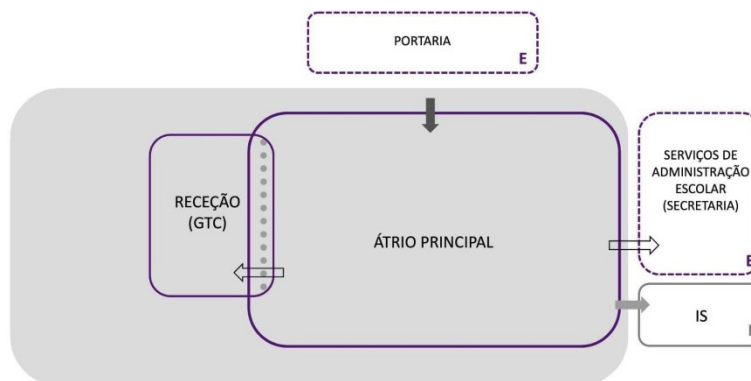 PORTARIA
E
RECEÇÃO
(GTC)
ÁTRIO PRINCIPAL
SERVIÇOS DE
ADMINISTRAÇÃO
ESCOLAR
(SECRETARIA)
IS